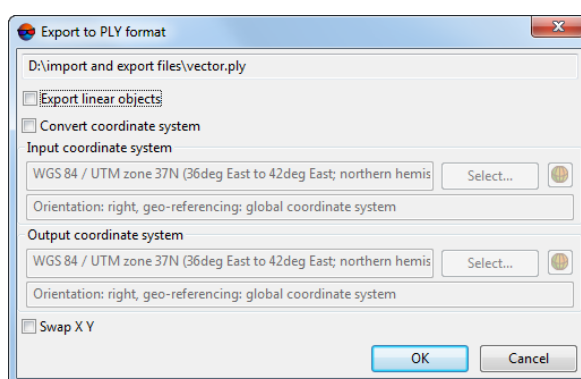 Export to PLY format
D:\import and export files\vector.ply
Export linear objects
Convert coordinate system
Input coordinate system
WGS 84 / UTM zone 37N (36deg East to 42deg East; northern hemis
Select...
Orientation: right, geo-referencing: global coordinate system
Output coordinate system
WGS 84 / UTM zone 37N (36deg East to 42deg East; northern hemis
Select...
Orientation: right, geo-referencing: global coordinate system
Swap X Y
OK Cancel